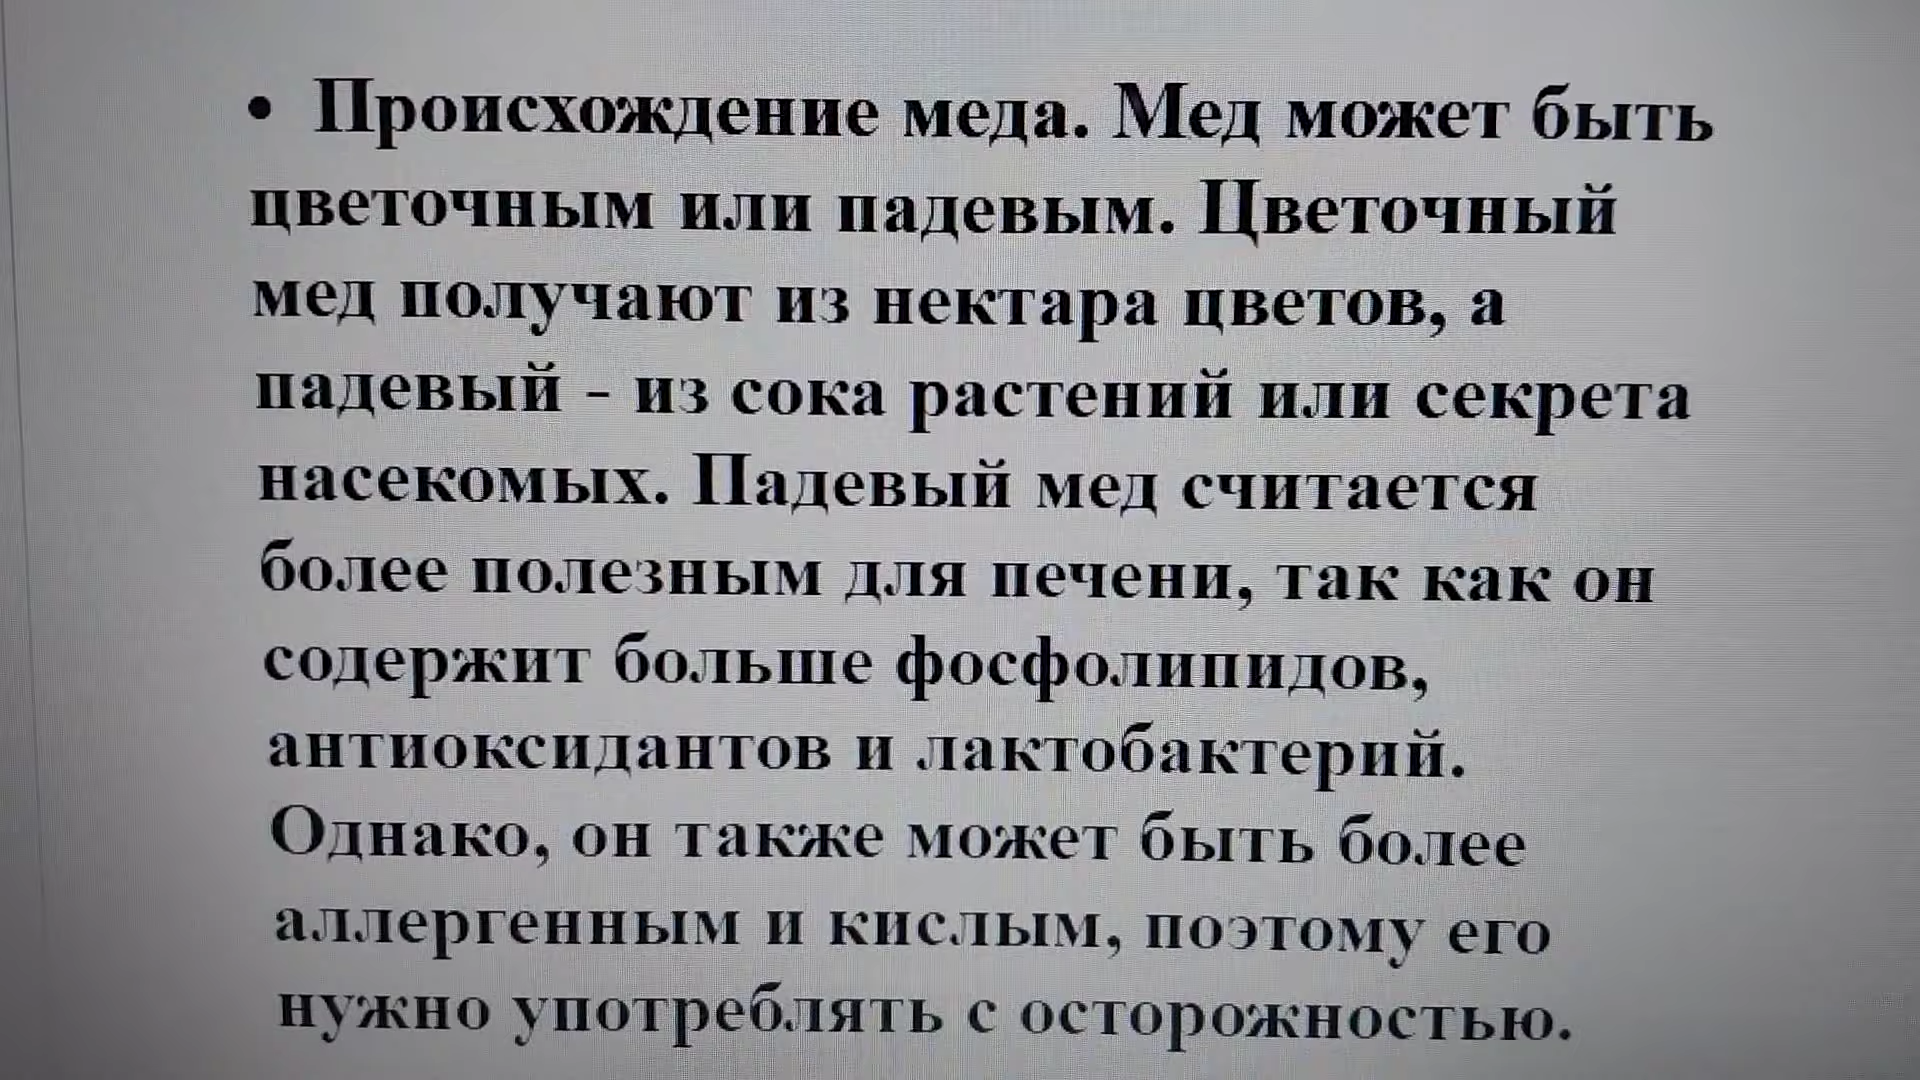 • Происхождение меда. Мед может быть
цветочным или падевым. Цветочный
мед получают из нектара цветов, а
падевый - из сока растений или секрета
насекомых. Падевый мед считается
более полезным для печени, так как он
содержит больше фосфолипидов,
антиоксидантов и лактобактерий.
Однако, он также может быть более
аллергенным и кислым, поэтому его
нужно употреблять с осторожностью.